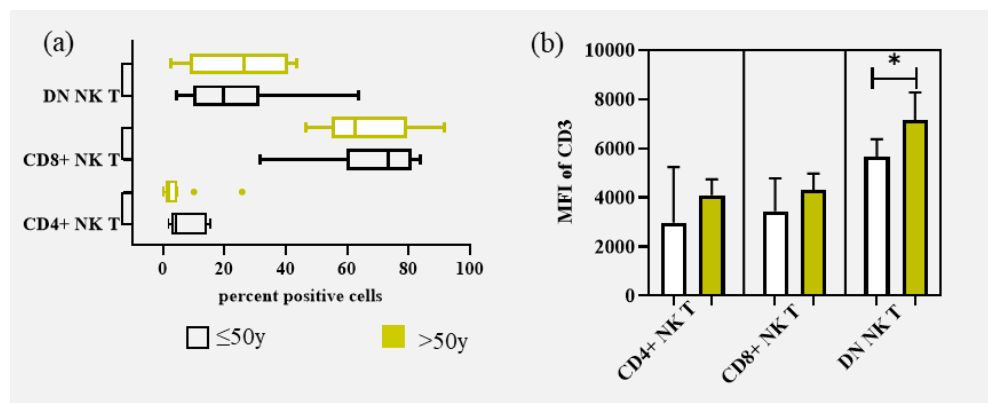 (a)
DN NK T
CD8+ NK T
CD4+ NK T
0 20 40 60 80 100
percent positive cells
≤50y >50y
(b)
10000
8000
6000
4000
2000
0
MFI of CD3
*
CD4+ NK T
CD8+ NK T
DN NK T